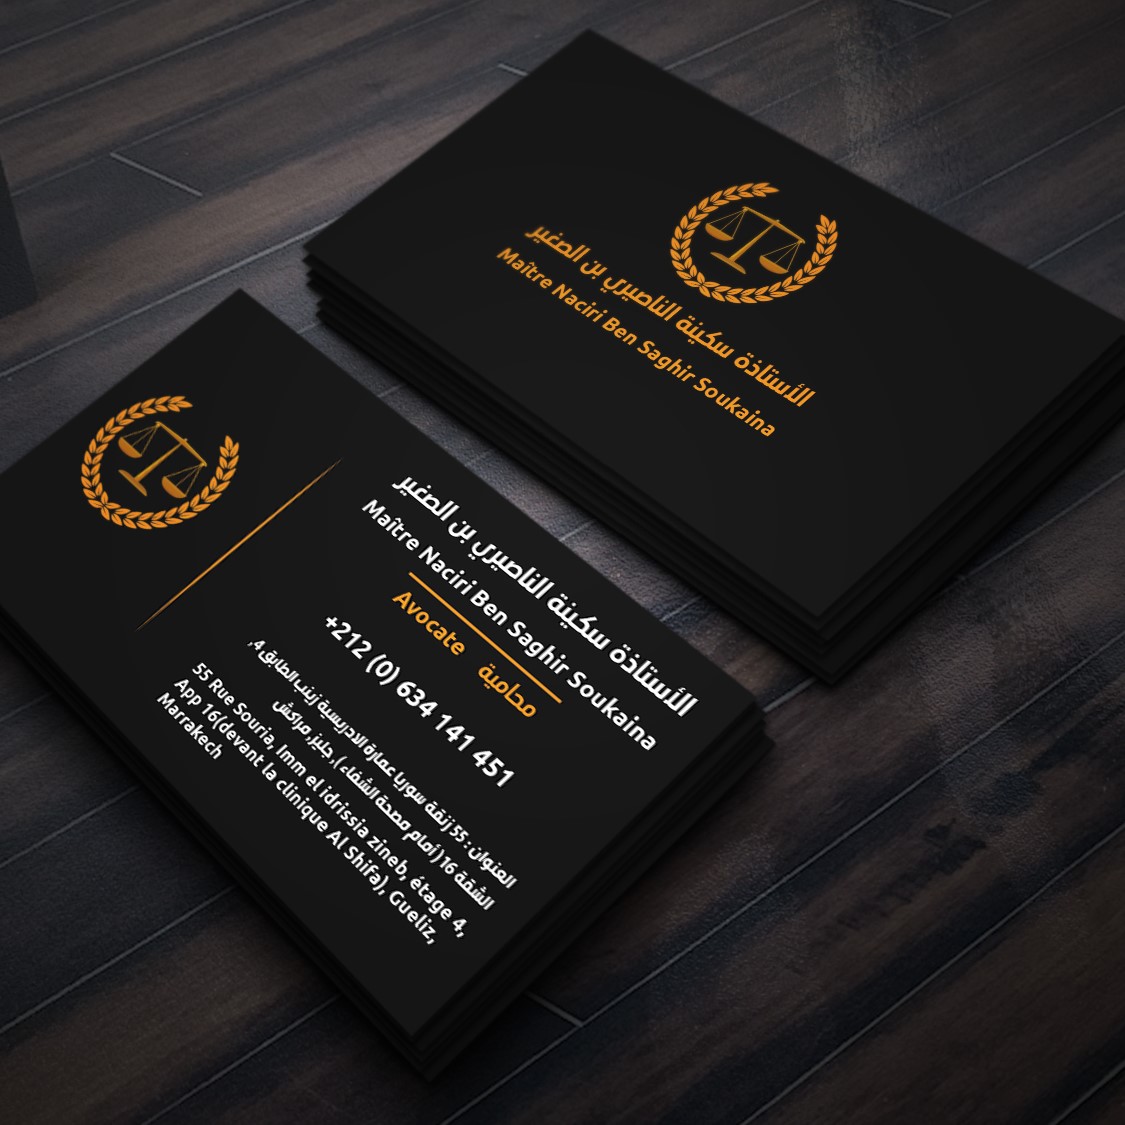 الأستاذة سكينة الناصيري بن الصغير
Maître Naciri Ben Saghir Soukaina
الأستاذة سكينة الناصيري بن الصغير
Maître Naciri Ben Saghir Soukaina
Avocate محامية
+212 (0) 634 141 451
العنوان : 55 زنقة سوريا عمارة الادريسية زينب الطابق 4,
الشقة 16 (أمام مصحة الشفاء), جليز مراكش
55 Rue Souria, Imm el idrissia zineb, étage 4,
App 16(devant la clinique Al Shifa), Gueliz,
Marrakech